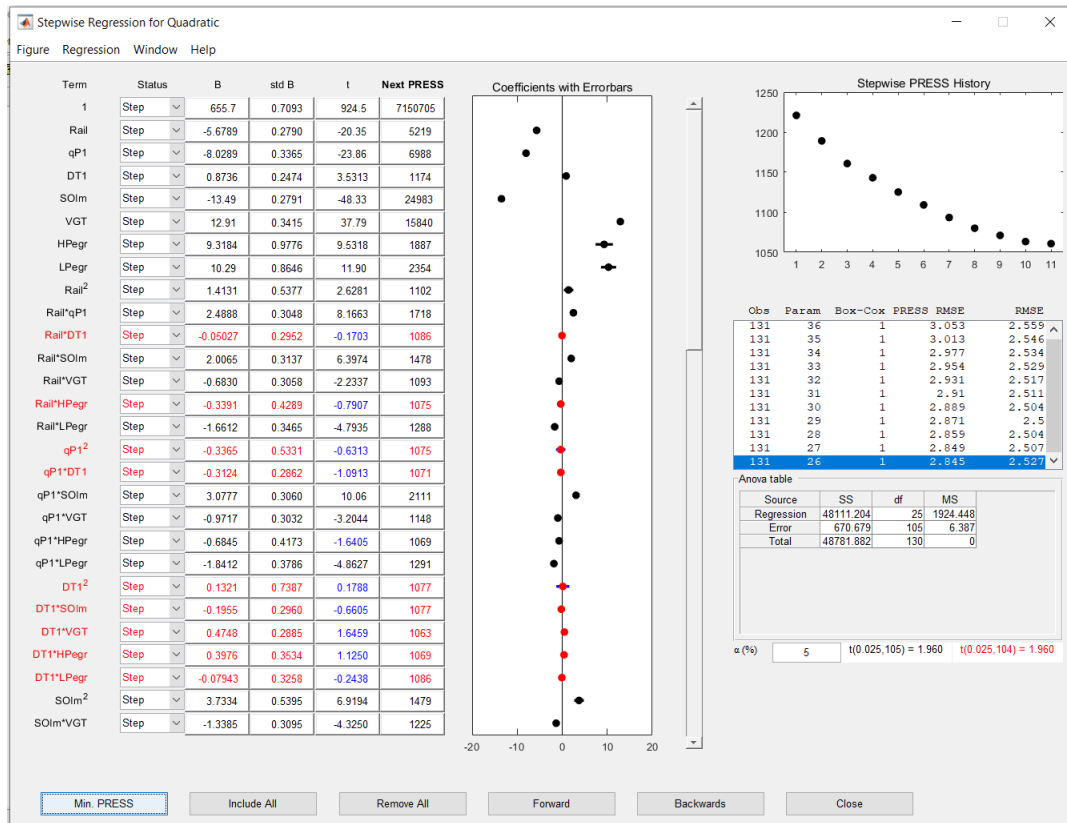 Stepwise Regression for Quadratic
Figure Regression Window Help
Term Status B std B t Next PRESS
1 Step 655.7 0.7093 924.5 7150705
Rail Step -5.6789 0.2790 -20.35 5219
qP1 Step -8.0289 0.3365 -23.86 6988
DT1 Step 0.8736 0.2474 3.5313 1174
SOIm Step -13.49 0.2791 -48.33 24983
VGT Step 12.91 0.3415 37.79 15840
HPegr Step 9.3184 0.9776 9.5318 1887
LPegr Step 10.29 0.8646 11.90 2354
Rail² Step 1.4131 0.5377 2.6281 1102
Rail*qP1 Step 2.4888 0.3048 8.1663 1718
Rail*DT1 Step -0.05027 0.2952 -0.1703 1086
Rail*SOIm Step 2.0065 0.3137 6.3974 1478
Rail*VGT Step -0.6830 0.3058 -2.2337 1093
Rail*HPegr Step -0.3391 0.4289 -0.7907 1075
Rail*LPegr Step -1.6612 0.3465 -4.7935 1288
qP1² Step -0.3365 0.5331 -0.6313 1075
qP1*DT1 Step -0.3124 0.2862 -1.0913 1071
qP1*SOIm Step 3.0777 0.3060 10.06 2111
qP1*VGT Step -0.9717 0.3032 -3.2044 1148
qP1*HPegr Step -0.6845 0.4173 -1.6405 1069
qP1*LPegr Step -1.8412 0.3786 -4.8627 1291
DT1² Step 0.1321 0.7387 0.1788 1077
DT1*SOIm Step -0.1955 0.2960 -0.6605 1077
DT1*VGT Step 0.4748 0.2885 1.6459 1063
DT1*HPegr Step 0.3976 0.3534 1.1250 1069
DT1*LPegr Step -0.07943 0.3258 -0.2438 1086
SOIm² Step 3.7334 0.5395 6.9194 1479
SOIm*VGT Step -1.3385 0.3095 -4.3250 1225
Coefficients with Errorbars
-20 -10 0 10 20
Stepwise PRESS History
1250
1200
1150
1100
1050
1 2 3 4 5 6 7 8 9 10 11
Obs Param Box-Cox PRESS RMSE RMSE
131 36 1 3.053 2.559
131 35 1 3.013 2.546
131 34 1 2.977 2.534
131 33 1 2.954 2.529
131 32 1 2.931 2.517
131 31 1 2.91 2.511
131 30 1 2.889 2.504
131 29 1 2.871 2.5
131 28 1 2.859 2.504
131 27 1 2.849 2.507
131 26 1 2.845 2.527
Anova table
Source SS df MS
Regression 48111.204 25 1924.448
Error 670.679 105 6.387
Total 48781.882 130 0
α (%) 5 t(0.025,105) = 1.960 t(0.025,104) = 1.960
Min. PRESS Include All Remove All Forward Backwards Close